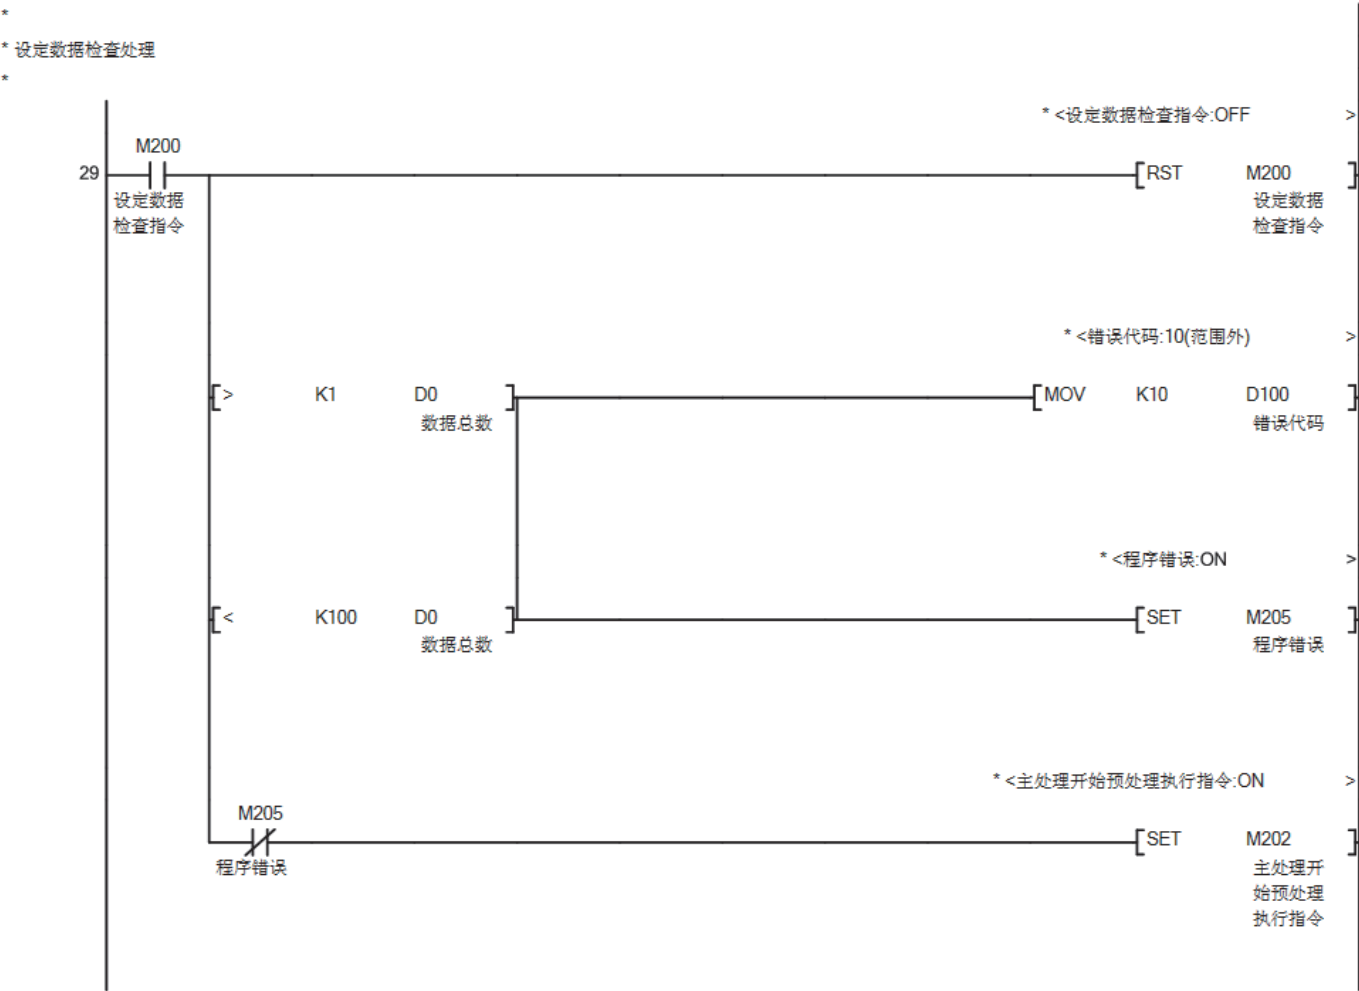 *
* 设定数据检查处理
*
* <设定数据检查指令:OFF >
M200
29
RST M200
设定数据
检查指令
设定数据
检查指令
* <错误代码:10(范围外) >
> K1 D0
MOV K10 D100
数据总数
错误代码
* <程序错误:ON >
< K100 D0
SET M205
数据总数
程序错误
* <主处理开始预处理执行指令:ON >
M205
SET M202
程序错误
主处理开
始预处理
执行指令